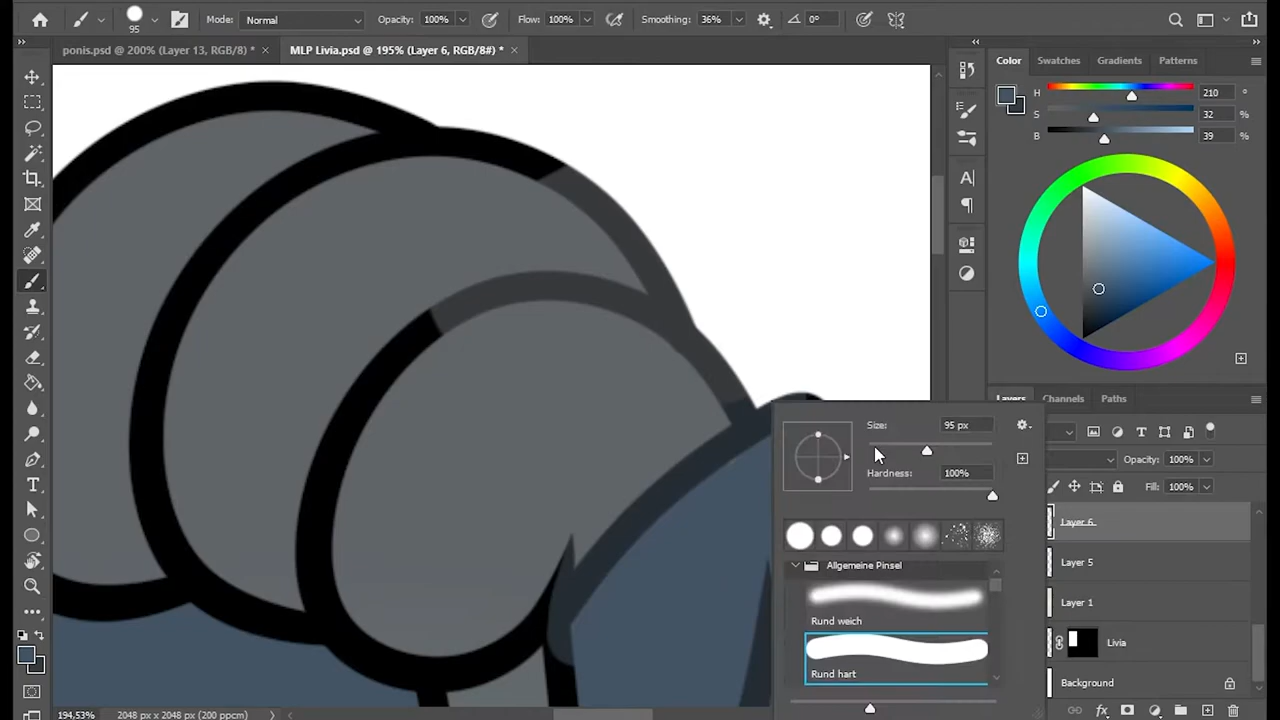 95
Mode: Normal
Opacity: 100%
Flow: 100%
Smoothing: 36%
0°
ponis.psd @ 200% (Layer 13, RGB/8) * ×
MLP Livia.psd @ 195% (Layer 6, RGB/8#) * ×
Color
Swatches
Gradients
Patterns
H 210 °
S 32 %
B 39 %
Layers
Channels
Paths
Opacity: 100%
Fill: 100%
Layer 6
Layer 5
Layer 1
Livia
Background
Size: 95 px
Hardness: 100%
Allgemeine Pinsel
Rund weich
Rund hart
194,53%
2048 px x 2048 px (200 ppcm)